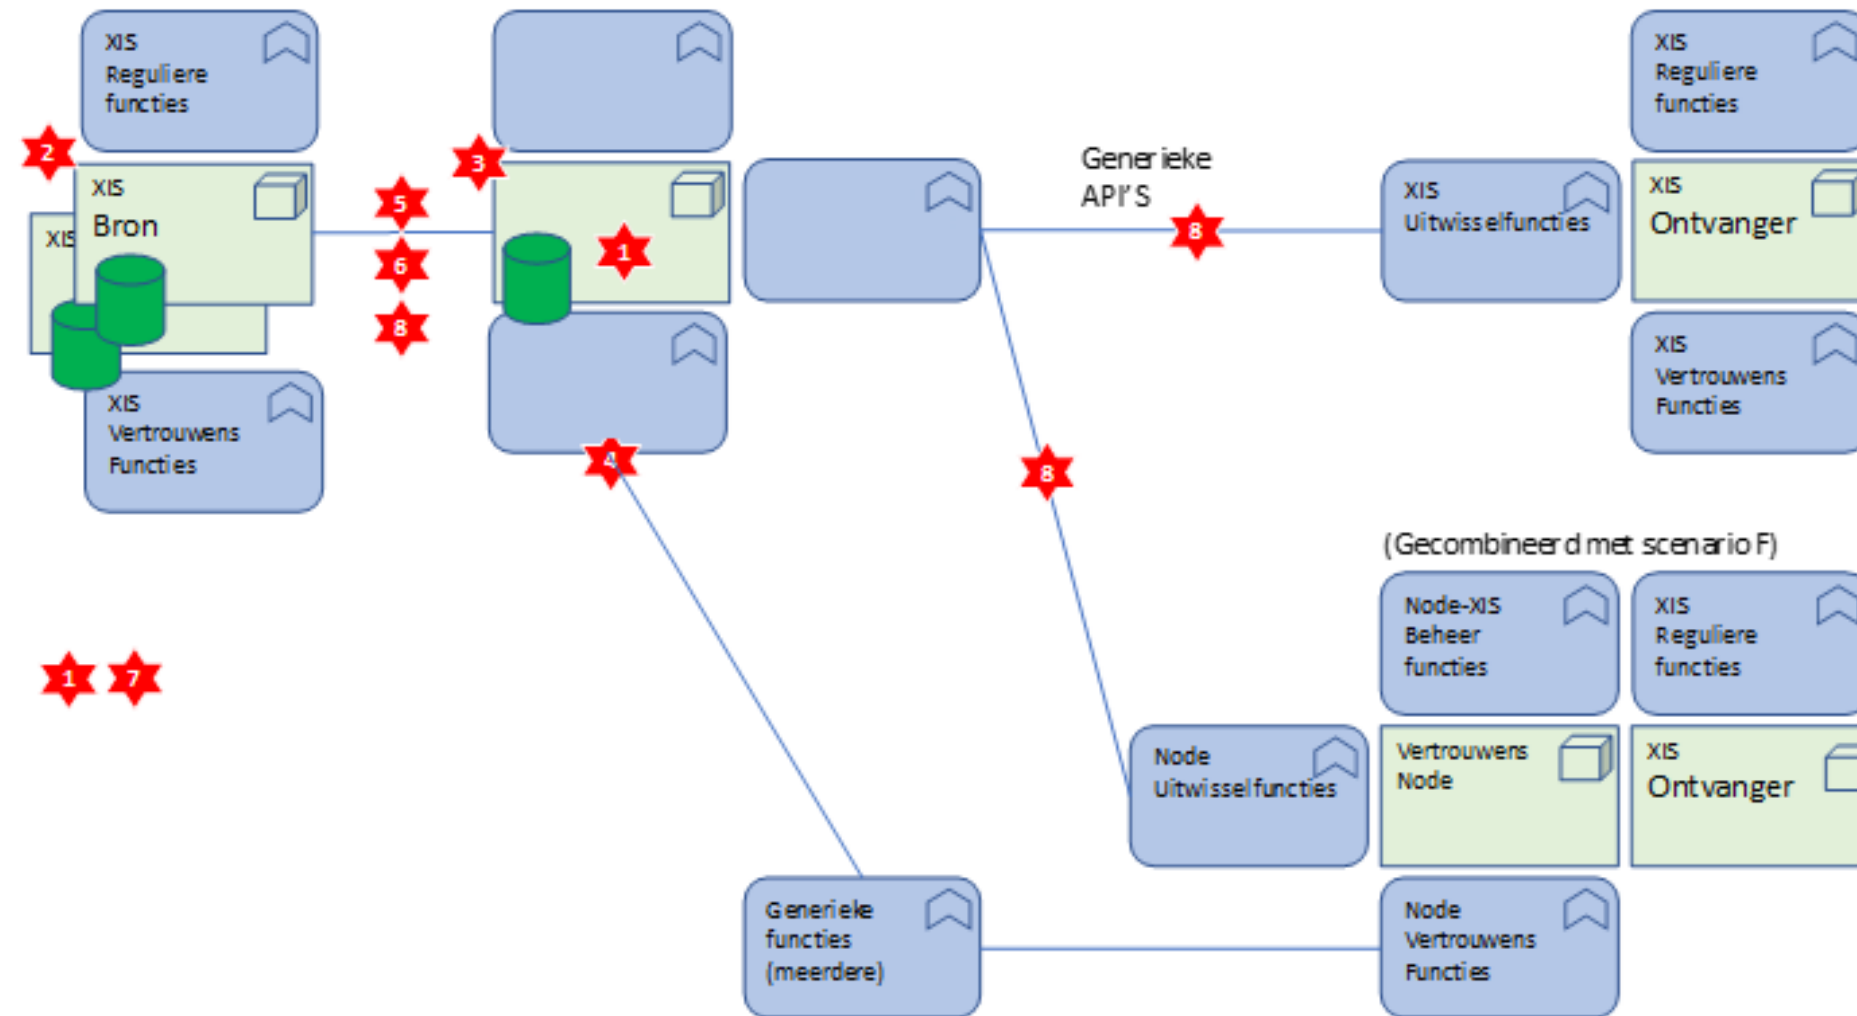 XIS
Reguliere
functies
2
XIS
Bron
XIS
XIS
Vertrouwens
Functies
5
6
8
3
1
4
Generieke
API'S
8
8
XIS
Uitwisselfuncties
XIS
Reguliere
functies
XIS
Ontvanger
XIS
Vertrouwens
Functies
(Gecombineerd met scenario F)
Node-XIS
Beheer
functies
XIS
Reguliere
functies
1
7
Node
Uitwisselfuncties
Vertrouwens
Node
XIS
Ontvanger
Generieke
functies
(meerdere)
Node
Vertrouwens
Functies